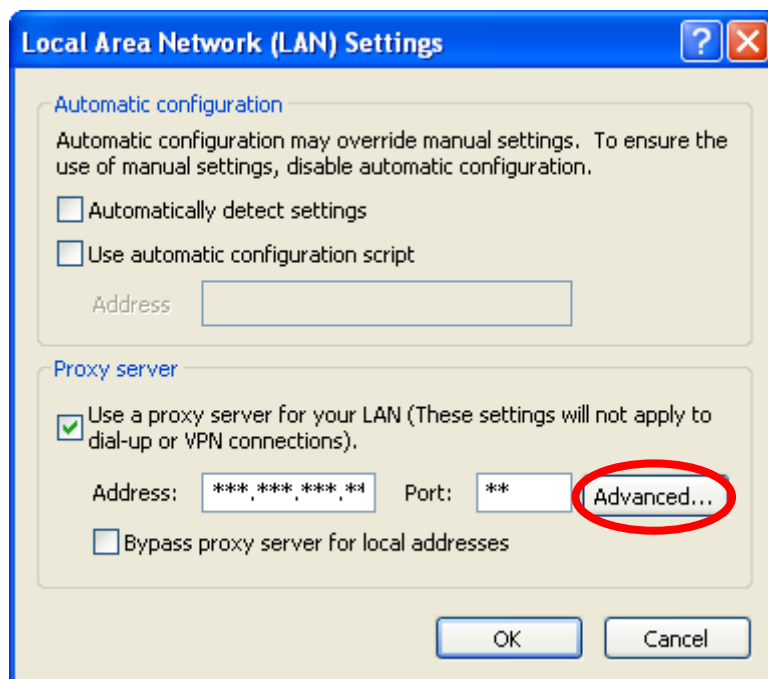 Local Area Network (LAN) Settings
Automatic configuration
Automatic configuration may override manual settings. To ensure the
use of manual settings, disable automatic configuration.
Automatically detect settings
Use automatic configuration script
Address
Proxy server
Use a proxy server for your LAN (These settings will not apply to
dial-up or VPN connections).
Address: ***.***.***.** Port: ** Advanced...
Bypass proxy server for local addresses
OK Cancel